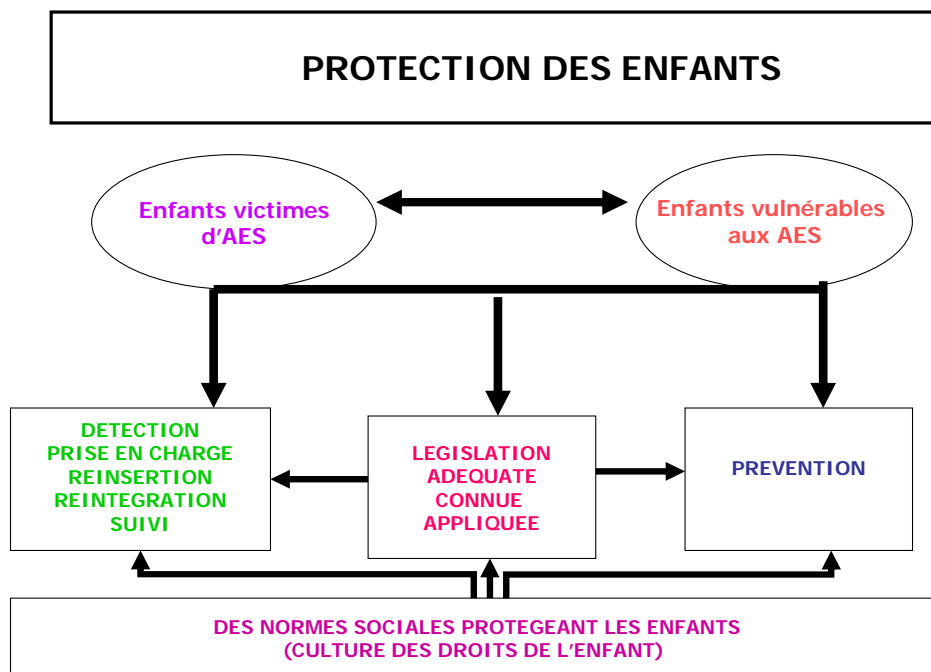 PROTECTION DES ENFANTS
Enfants victimes
d'AES
Enfants vulnérables
aux AES
DETECTION
PRISE EN CHARGE
REINSERTION
REINTEGRATION
SUIVI
LEGISLATION
ADEQUATE
CONNUE
APPLIQUEE
PREVENTION
DES NORMES SOCIALES PROTEGEANT LES ENFANTS
(CULTURE DES DROITS DE L'ENFANT)